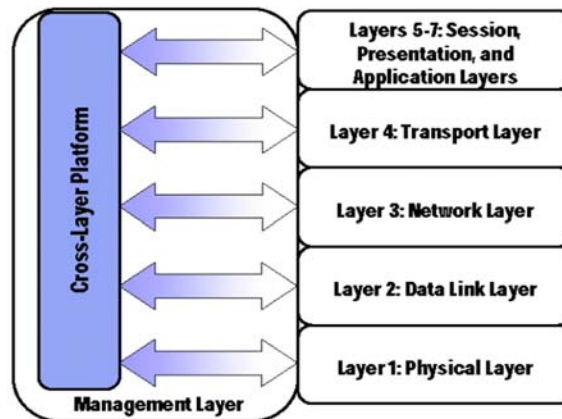 Cross-Layer Platform
Management Layer
Layers 5-7: Session,
Presentation, and
Application Layers
Layer 4: Transport Layer
Layer 3: Network Layer
Layer 2: Data Link Layer
Layer 1: Physical Layer